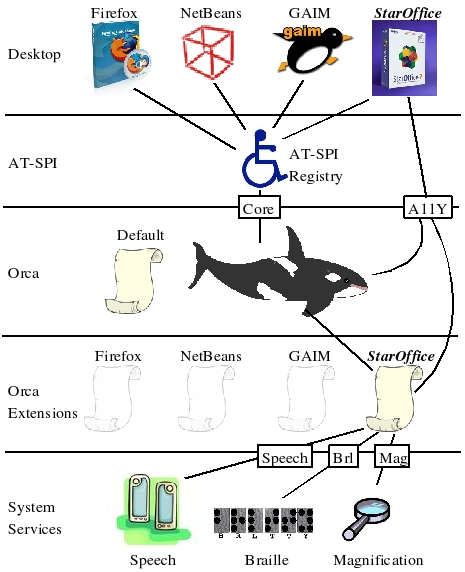 Firefox NetBeans GAIM StarOffice
gaim
StarOffice 7
Desktop
AT-SPI
AT-SPI
Registry
Core
A11Y
Default
Orca
Firefox NetBeans GAIM StarOffice
Orca
Extensions
Speech Brl Mag
System
Services
B R L T T Y
Speech Braille Magnification